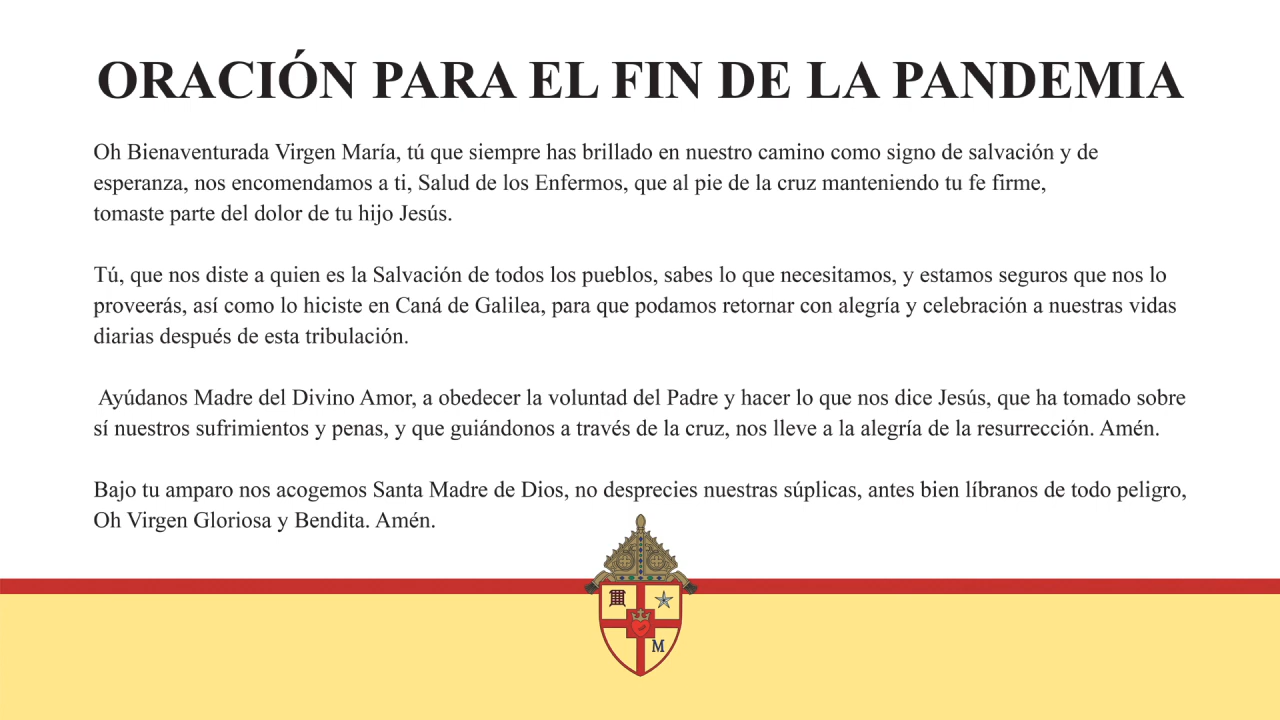 ORACIÓN PARA EL FIN DE LA PANDEMIA
Oh Bienaventurada Virgen María, tú que siempre has brillado en nuestro camino como signo de salvación y de
esperanza, nos encomendamos a ti, Salud de los Enfermos, que al pie de la cruz manteniendo tu fe firme,
tomaste parte del dolor de tu hijo Jesús.
Tú, que nos diste a quien es la Salvación de todos los pueblos, sabes lo que necesitamos, y estamos seguros que nos lo
proveerás, así como lo hiciste en Caná de Galilea, para que podamos retornar con alegría y celebración a nuestras vidas
diarias después de esta tribulación.
Ayúdanos Madre del Divino Amor, a obedecer la voluntad del Padre y hacer lo que nos dice Jesús, que ha tomado sobre
sí nuestros sufrimientos y penas, y que guiándonos a través de la cruz, nos lleve a la alegría de la resurrección. Amén.
Bajo tu amparo nos acogemos Santa Madre de Dios, no desprecies nuestras súplicas, antes bien líbranos de todo peligro,
Oh Virgen Gloriosa y Bendita. Amén.
M